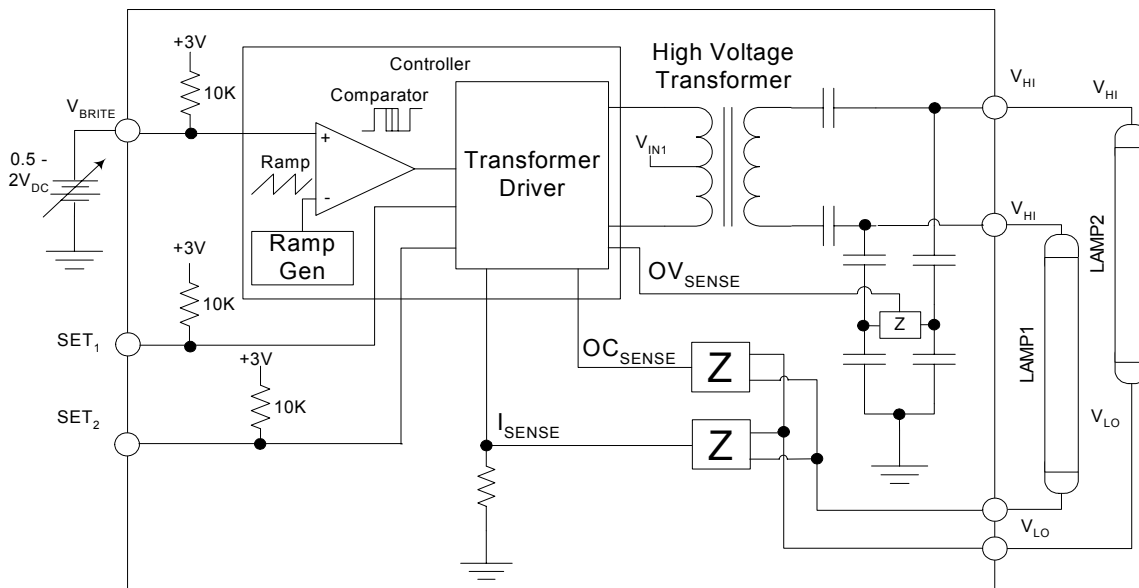 +3V
10K
V_BRITE
0.5 -
2V_DC
Controller
Comparator
+
Ramp
-
Ramp
Gen
Transformer
Driver
High Voltage
Transformer
V_IN1
V_HI
V_HI
V_HI
LAMP2
LAMP1
+3V
10K
SET_1
+3V
10K
SET_2
OV_SENSE
Z
OC_SENSE
Z
I_SENSE
Z
V_LO
V_LO